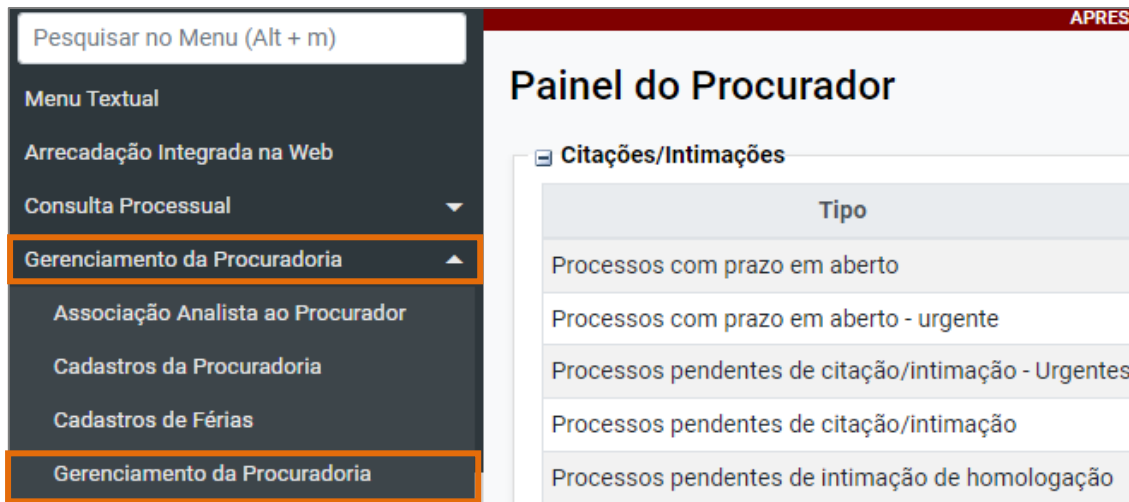 Pesquisar no Menu (Alt + m)
Menu Textual
Arrecadação Integrada na Web
Consulta Processual
Gerenciamento da Procuradoria
Associação Analista ao Procurador
Cadastros da Procuradoria
Cadastros de Férias
Gerenciamento da Procuradoria
APRES
Painel do Procurador
Citações/Intimações
Tipo
Processos com prazo em aberto
Processos com prazo em aberto - urgente
Processos pendentes de citação/intimação - Urgentes
Processos pendentes de citação/intimação
Processos pendentes de intimação de homologação